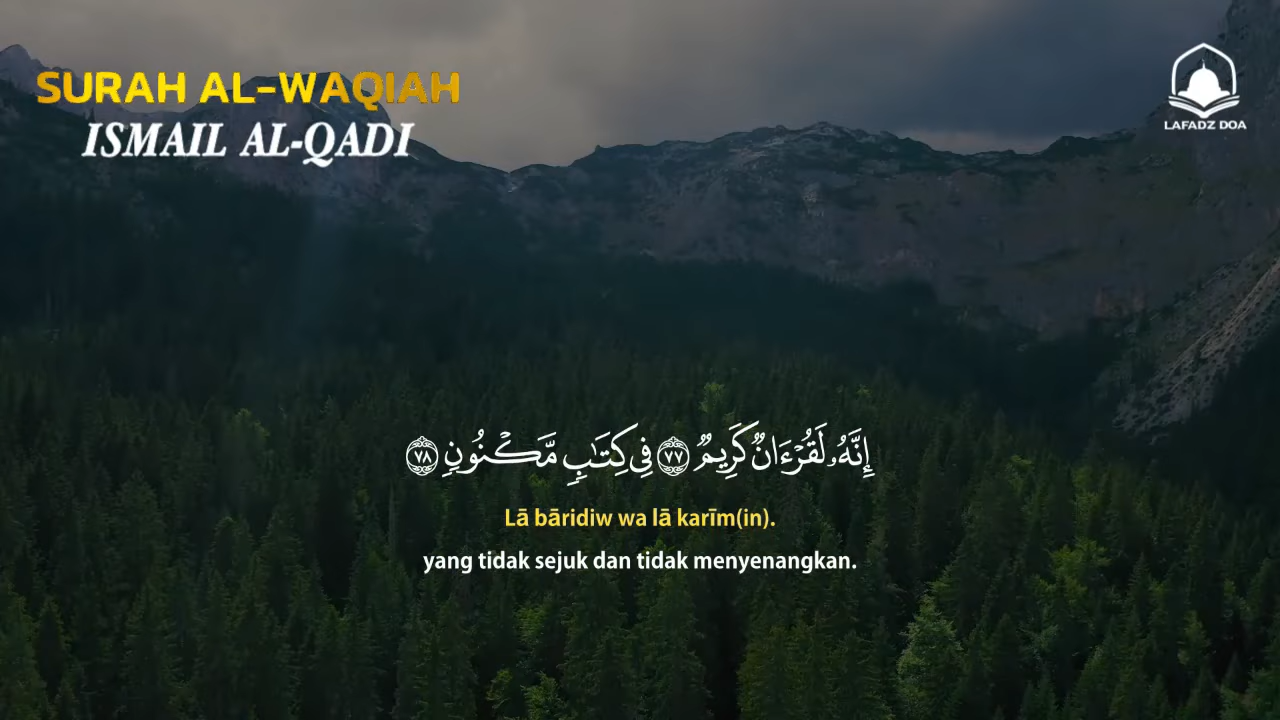 SURAH AL-WAQIAH
ISMAIL AL-QADI
LAFADZ DOA
إِنَّهُۥ لَقُرْءَانٌ كَرِيمٌ ٧٧ فِى كِتَـٰبٍ مَّكْنُونٍ ٧٨
Lā bāridiw wa lā karīm(in).
yang tidak sejuk dan tidak menyenangkan.